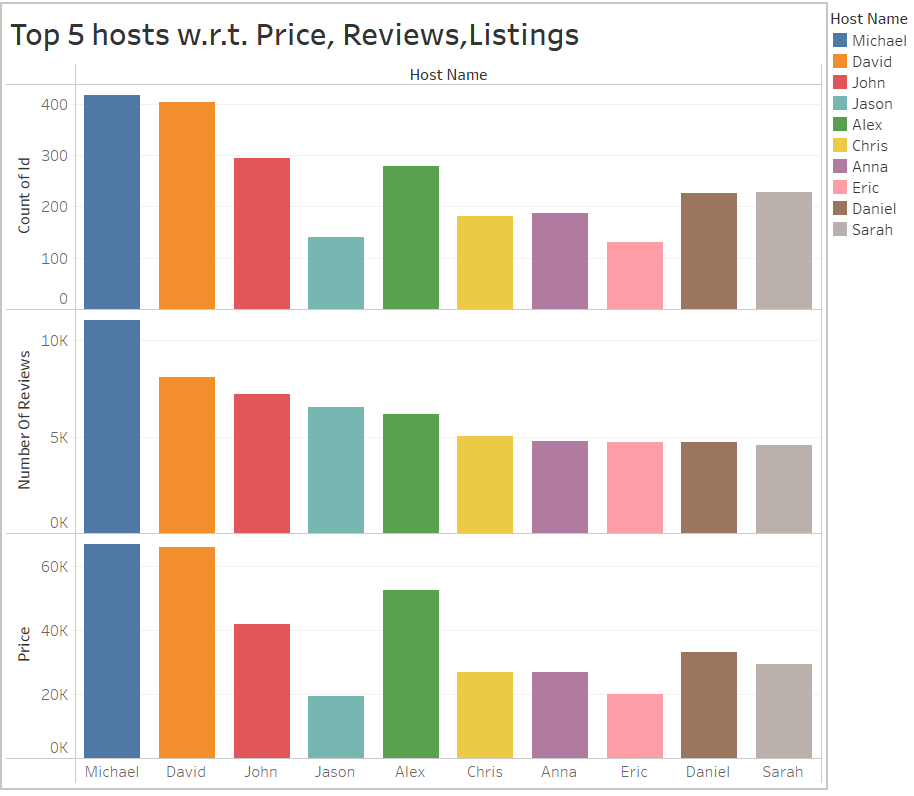 Top 5 hosts w.r.t. Price, Reviews,Listings
Host Name
Count of Id
400
300
200
100
0
Number Of Reviews
10K
5K
0K
Price
60K
40K
20K
0K
Michael David John Jason Alex Chris Anna Eric Daniel Sarah
Host Name
Michael
David
John
Jason
Alex
Chris
Anna
Eric
Daniel
Sarah